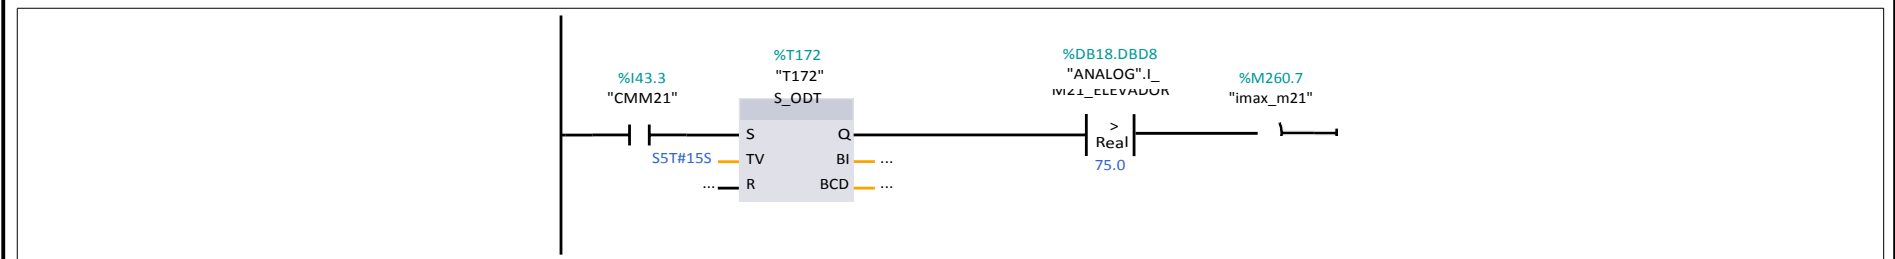 %I43.3
"CMM21"
%T172
"T172"
S_ODT
S
Q
S5T#15S
TV
BI
...
...
R
BCD
...
%DB18.DBD8
"ANALOG".I_
M21_ELEVADOR
>
Real
75.0
%M260.7
"imax_m21"